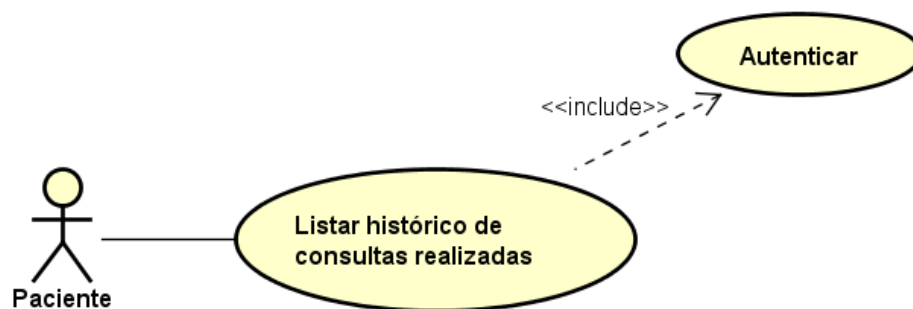 Autenticar
<<include>>
Listar histórico de
consultas realizadas
Paciente